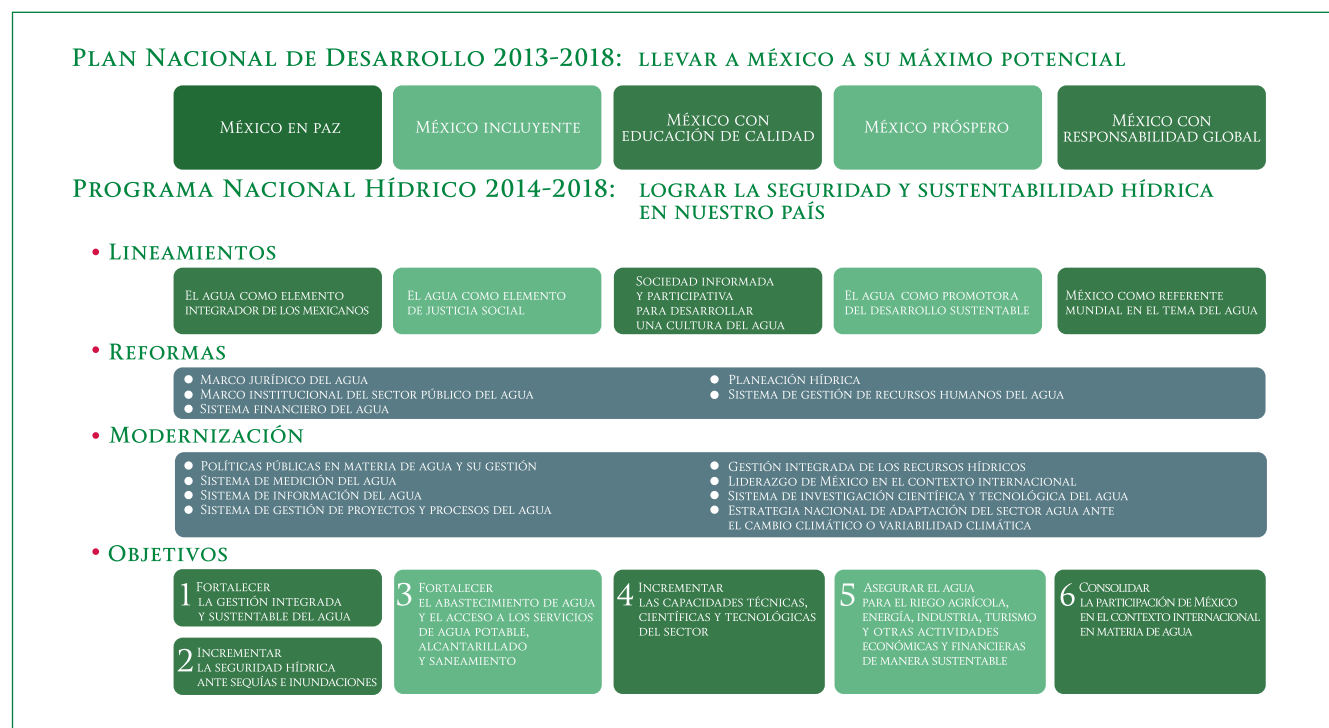 Plan Nacional de Desarrollo 2013-2018: llevar a méxico a su máximo potencial
México en paz
México incluyente
México con
educación de calidad
México próspero
México con
responsabilidad global
Programa Nacional Hídrico 2014-2018: lograr la seguridad y sustentabilidad hídrica
en nuestro país
• Lineamientos
El agua como elemento
integrador de los mexicanos
El agua como elemento
de justicia social
Sociedad informada
y participativa
para desarrollar
una cultura del agua
El agua como promotora
del desarrollo sustentable
México como referente
mundial en el tema del agua
• Reformas
● Marco jurídico del agua
● Marco institucional del sector público del agua
● Sistema financiero del agua
● Planeación hídrica
● Sistema de gestión de recursos humanos del agua
• Modernización
● Políticas públicas en materia de agua y su gestión
● Sistema de medición del agua
● Sistema de información del agua
● Sistema de gestión de proyectos y procesos del agua
● Gestión integrada de los recursos hídricos
● Liderazgo de México en el contexto internacional
● Sistema de investigación científica y tecnológica del agua
● Estrategia nacional de adaptación del sector agua ante
el cambio climático o variabilidad climática
• Objetivos
1 Fortalecer
la gestión integrada
y sustentable del agua
2 Incrementar
la seguridad hídrica
ante sequías e inundaciones
3 Fortalecer
el abastecimiento de agua
y el acceso a los servicios
de agua potable,
alcantarillado
y saneamiento
4 Incrementar
las capacidades técnicas,
científicas y tecnológicas
del sector
5 Asegurar el agua
para el riego agrícola,
energía, industria, turismo
y otras actividades
económicas y financieras
de manera sustentable
6 Consolidar
la participación de México
en el contexto internacional
en materia de agua